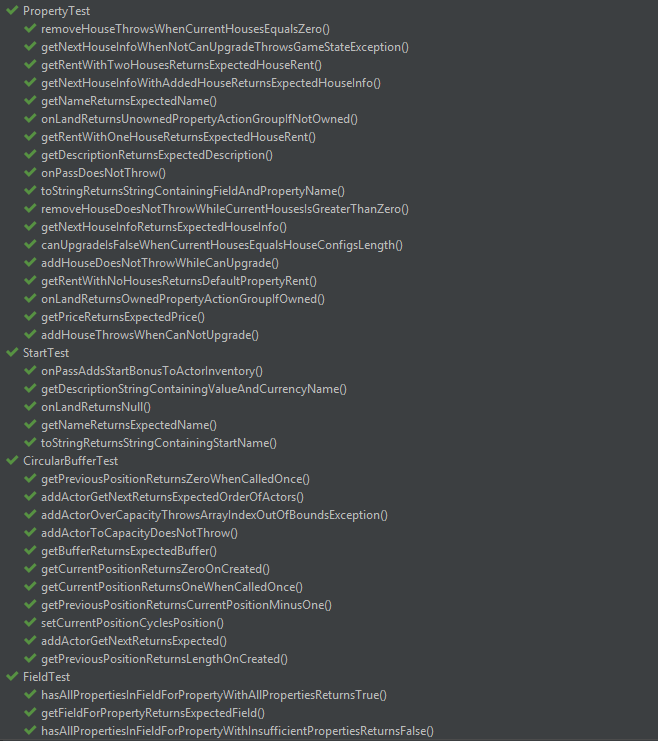 PropertyTest
removeHouseThrowsWhenCurrentHousesEqualsZero()
getNextHouseInfoWhenNotCanUpgradeThrowsGameStateException()
getRentWithTwoHousesReturnsExpectedHouseRent()
getNextHouseInfoWithAddedHouseReturnsExpectedHouseInfo()
getNameReturnsExpectedName()
onLandReturnsUnownedPropertyActionGroupIfNotOwned()
getRentWithOneHouseReturnsExpectedHouseRent()
getDescriptionReturnsExpectedDescription()
onPassDoesNotThrow()
toStringReturnsStringContainingFieldAndPropertyName()
removeHouseDoesNotThrowWhileCurrentHousesIsGreaterThanZero()
getNextHouseInfoReturnsExpectedHouseInfo()
canUpgradeIsFalseWhenCurrentHousesEqualsHouseConfigsLength()
addHouseDoesNotThrowWhileCanUpgrade()
getRentWithNoHousesReturnsDefaultPropertyRent()
onLandReturnsOwnedPropertyActionGroupIfOwned()
getPriceReturnsExpectedPrice()
addHouseThrowsWhenCanNotUpgrade()
StartTest
onPassAddsStartBonusToActorInventory()
getDescriptionStringContainingValueAndCurrencyName()
onLandReturnsNull()
getNameReturnsExpectedName()
toStringReturnsStringContainingStartName()
CircularBufferTest
getPreviousPositionReturnsZeroWhenCalledOnce()
addActorGetNextReturnsExpectedOrderOfActors()
addActorOverCapacityThrowsArrayIndexOutOfBoundsException()
addActorToCapacityDoesNotThrow()
getBufferReturnsExpectedBuffer()
getCurrentPositionReturnsZeroOnCreated()
getCurrentPositionReturnsOneWhenCalledOnce()
getPreviousPositionReturnsCurrentPositionMinusOne()
setCurrentPositionCyclesPosition()
addActorGetNextReturnsExpected()
getPreviousPositionReturnsLengthOnCreated()
FieldTest
hasAllPropertiesInFieldForPropertyWithAllPropertiesReturnsTrue()
getFieldForPropertyReturnsExpectedField()
hasAllPropertiesInFieldForPropertyWithInsufficientPropertiesReturnsFalse()